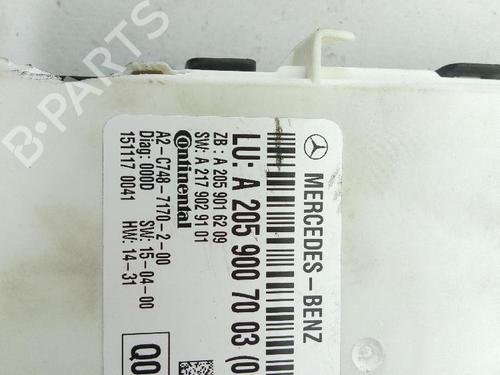 MERCEDES-BENZ
LU: A 205 900 70 03 (0
ZB: A 205 901 62 09
SW: A 217 902 91 01
Continental
A2-C748-7170-2-00
Diag: 000D SW: 15-04-00
151117 0041 HW: 14-31
Q0
B-PARTS